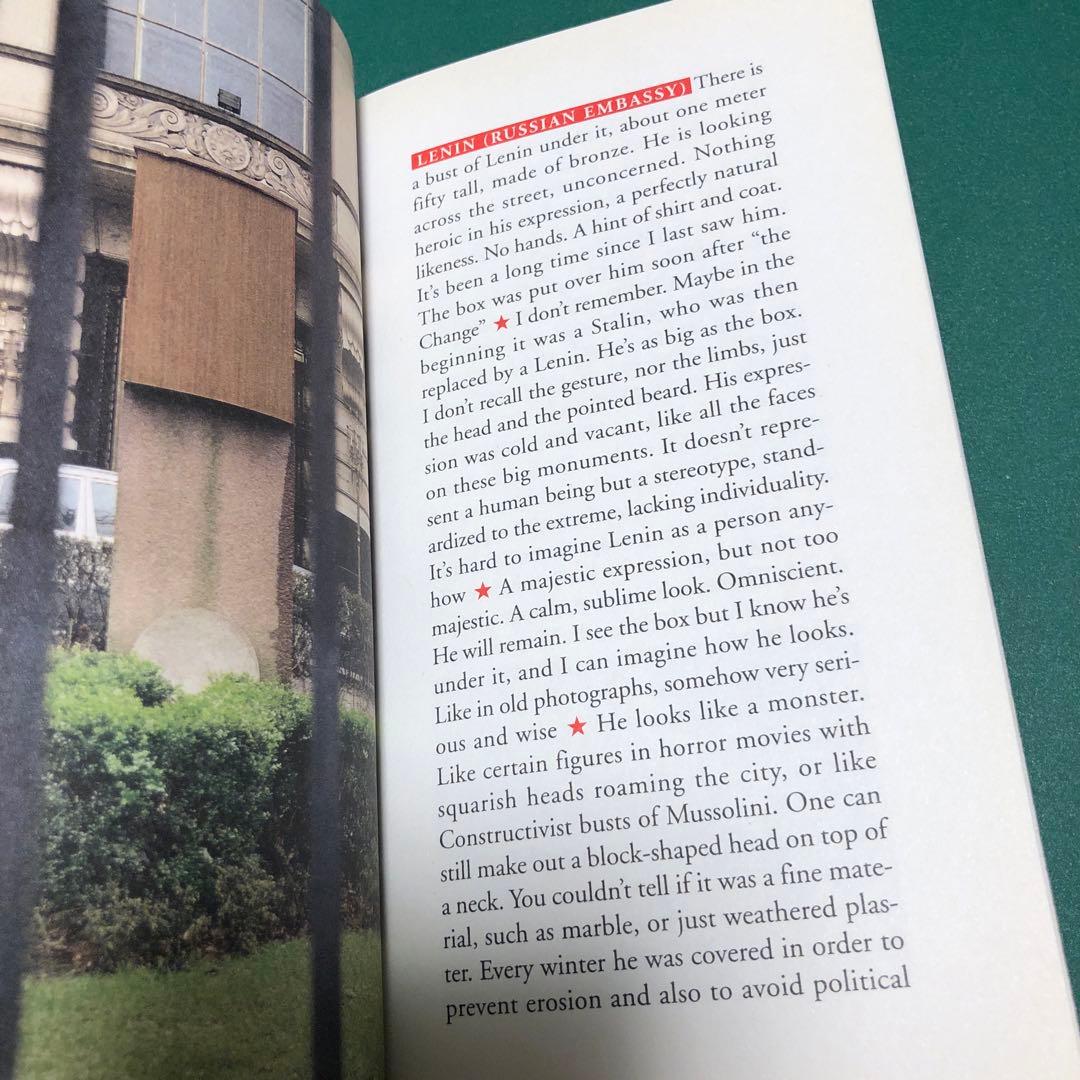 LENIN (RUSSIAN EMBASSY) There is
a bust of Lenin under it, about one meter
fifty tall, made of bronze. He is looking
across the street, unconcerned. Nothing
heroic in his expression, a perfectly natural
likeness. No hands. A hint of shirt and coat.
It’s been a long time since I last saw him.
The box was put over him soon after “the
Change” ★ I don’t remember. Maybe in the
beginning it was a Stalin, who was then
replaced by a Lenin. He’s as big as the box.
I don’t recall the gesture, nor the limbs, just
the head and the pointed beard. His expres-
sion was cold and vacant, like all the faces
on these big monuments. It doesn’t repre-
sent a human being but a stereotype, stand-
ardized to the extreme, lacking individuality.
It’s hard to imagine Lenin as a person any-
how ★ A majestic expression, but not too
majestic. A calm, sublime look. Omniscient.
He will remain. I see the box but I know he’s
under it, and I can imagine how he looks.
Like in old photographs, somehow very seri-
ous and wise ★ He looks like a monster.
Like certain figures in horror movies with
squarish heads roaming the city, or like
Constructivist busts of Mussolini. One can
still make out a block-shaped head on top of
a neck. You couldn’t tell if it was a fine mate-
rial, such as marble, or just weathered plas-
ter. Every winter he was covered in order to
prevent erosion and also to avoid political